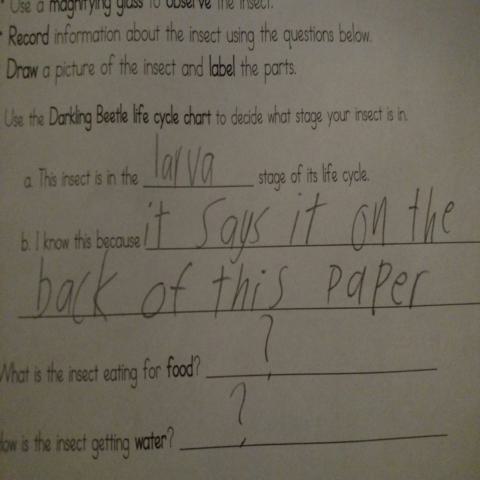 • Use a magnifying glass to observe the insect.
• Record information about the insect using the questions below.
Draw a picture of the insect and label the parts.
Use the Darkling Beetle life cycle chart to decide what stage your insect is in.
a. This insect is in the larva stage of its life cycle.
b. I know this because it says it on the
back of this paper
What is the insect eating for food? ?
How is the insect getting water? ?